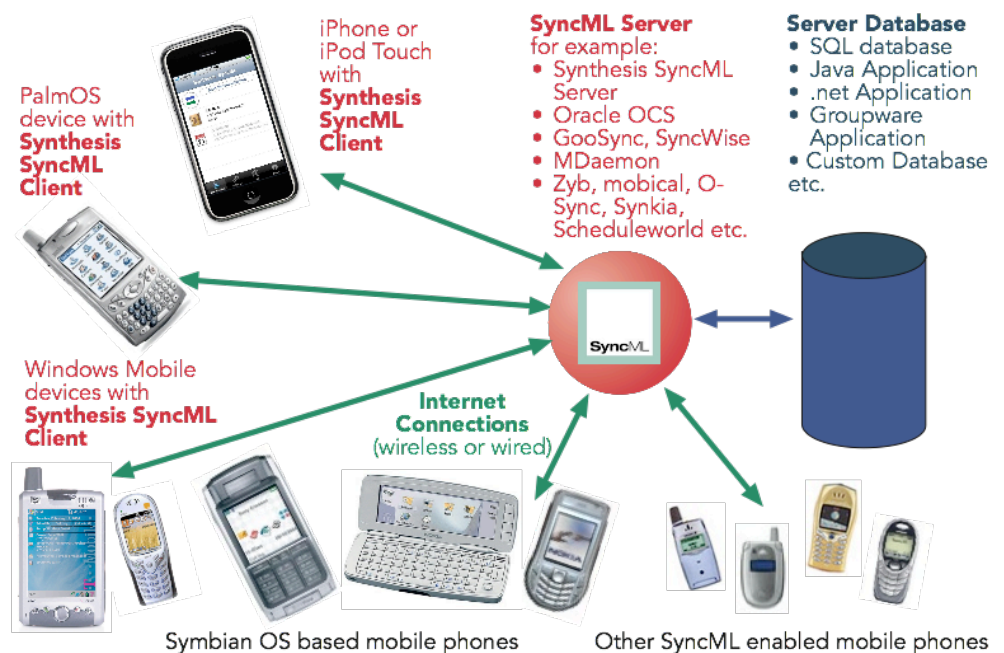 iPhone or
iPod Touch
with
Synthesis
SyncML
Client
SyncML Server
for example:
• Synthesis SyncML
Server
• Oracle OCS
• GooSync, SyncWise
• MDaemon
• Zyb, mobical, O-
Sync, Synkia,
Scheduleworld etc.
Server Database
• SQL database
• Java Application
• .net Application
• Groupware
Application
• Custom Database
etc.
PalmOS
device with
Synthesis
SyncML
Client
SyncML
Windows Mobile
devices with
Synthesis SyncML
Client
Internet
Connections
(wireless or wired)
NOKIA
Symbian OS based mobile phones
Other SyncML enabled mobile phones